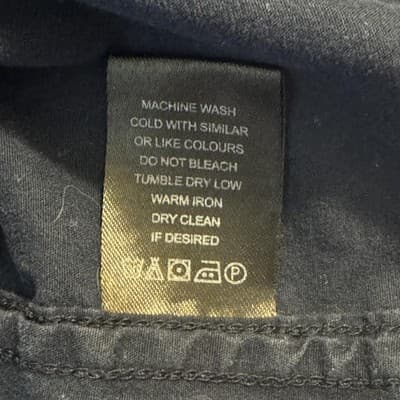 MACHINE WASH
COLD WITH SIMILAR
OR LIKE COLOURS
DO NOT BLEACH
TUMBLE DRY LOW
WARM IRON
DRY CLEAN
IF DESIRED
P